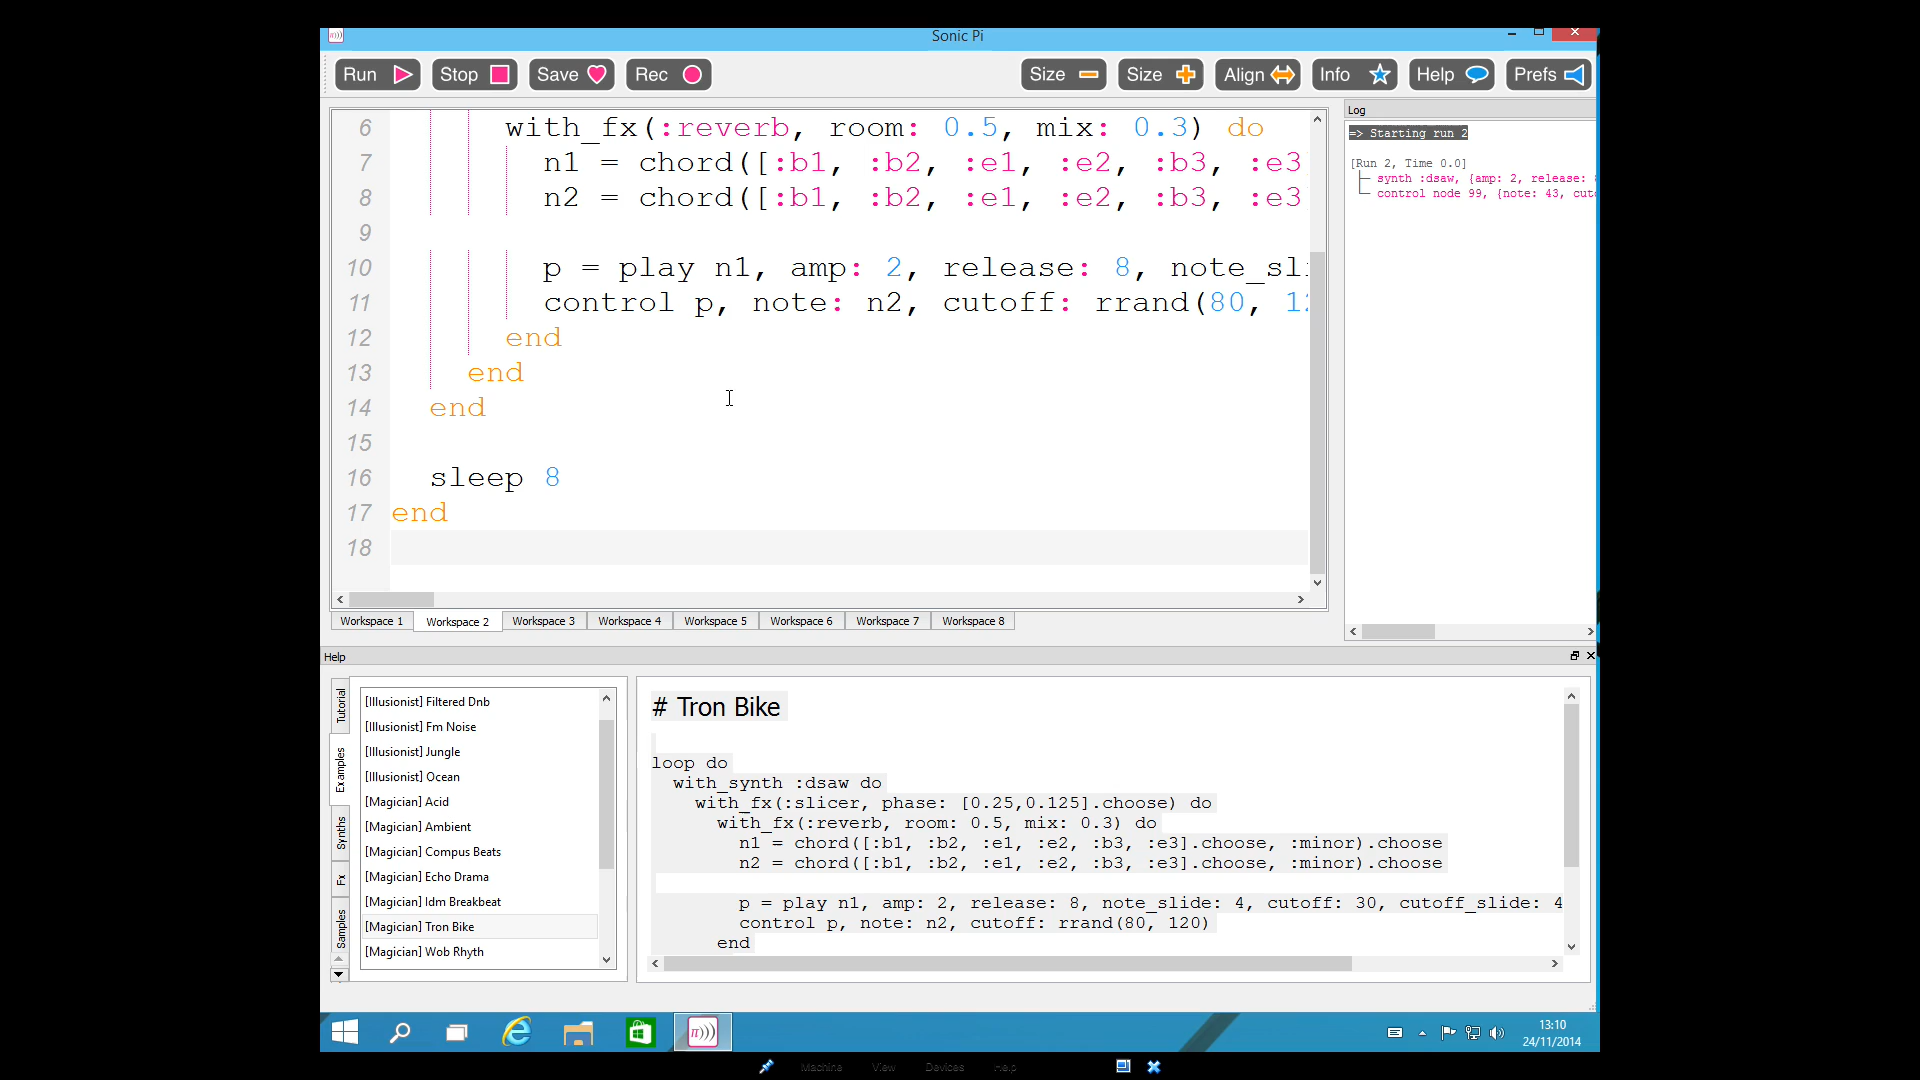 Sonic Pi
Run Stop Save Rec Size Size Align Info Help Prefs
6 with_fx(:reverb, room: 0.5, mix: 0.3) do
7 n1 = chord([:b1, :b2, :e1, :e2, :b3, :e3
8 n2 = chord([:b1, :b2, :e1, :e2, :b3, :e3
9
10 p = play n1, amp: 2, release: 8, note_sli
11 control p, note: n2, cutoff: rrand(80, 12
12 end
13 end
14 end
15
16 sleep 8
17 end
18
Workspace 1 Workspace 2 Workspace 3 Workspace 4 Workspace 5 Workspace 6 Workspace 7 Workspace 8
Log
=> Starting run 2
[Run 2, Time 0.0]
synth :dsaw, {amp: 2, release: 8
control node 99, {note: 43, cuto
Help
Tutorial
Examples
Synths
Fx
Samples
[Illusionist] Filtered Dnb
[Illusionist] Fm Noise
[Illusionist] Jungle
[Illusionist] Ocean
[Magician] Acid
[Magician] Ambient
[Magician] Compus Beats
[Magician] Echo Drama
[Magician] Idm Breakbeat
[Magician] Tron Bike
[Magician] Wob Rhyth
# Tron Bike
loop do
with_synth :dsaw do
with_fx(:slicer, phase: [0.25,0.125].choose) do
with_fx(:reverb, room: 0.5, mix: 0.3) do
n1 = chord([:b1, :b2, :e1, :e2, :b3, :e3].choose, :minor).choose
n2 = chord([:b1, :b2, :e1, :e2, :b3, :e3].choose, :minor).choose
p = play n1, amp: 2, release: 8, note_slide: 4, cutoff: 30, cutoff_slide: 4
control p, note: n2, cutoff: rrand(80, 120)
end
13:10
24/11/2014
Machine View Devices Help